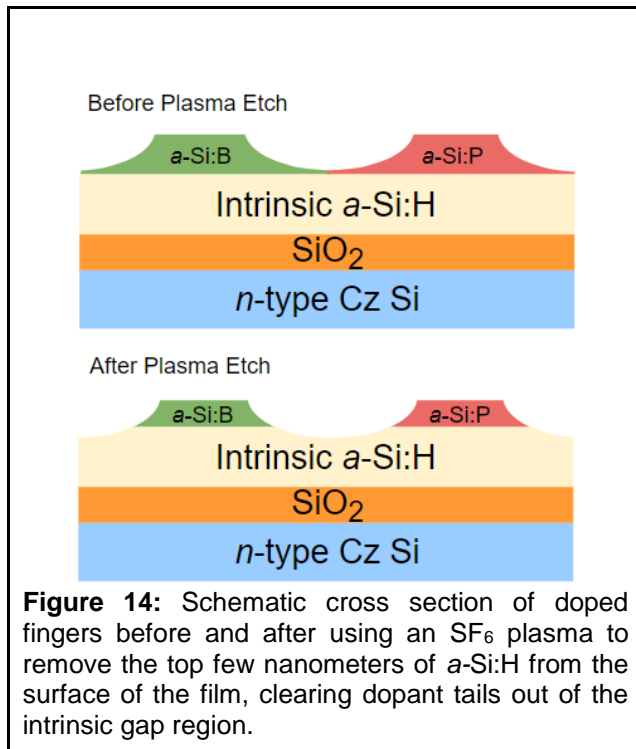 Before Plasma Etch
a-Si:B a-Si:P
Intrinsic a-Si:H
SiO₂
n-type Cz Si
After Plasma Etch
a-Si:B a-Si:P
Intrinsic a-Si:H
SiO₂
n-type Cz Si
Figure 14: Schematic cross section of doped
fingers before and after using an SF₆ plasma to
remove the top few nanometers of a-Si:H from the
surface of the film, clearing dopant tails out of the
intrinsic gap region.